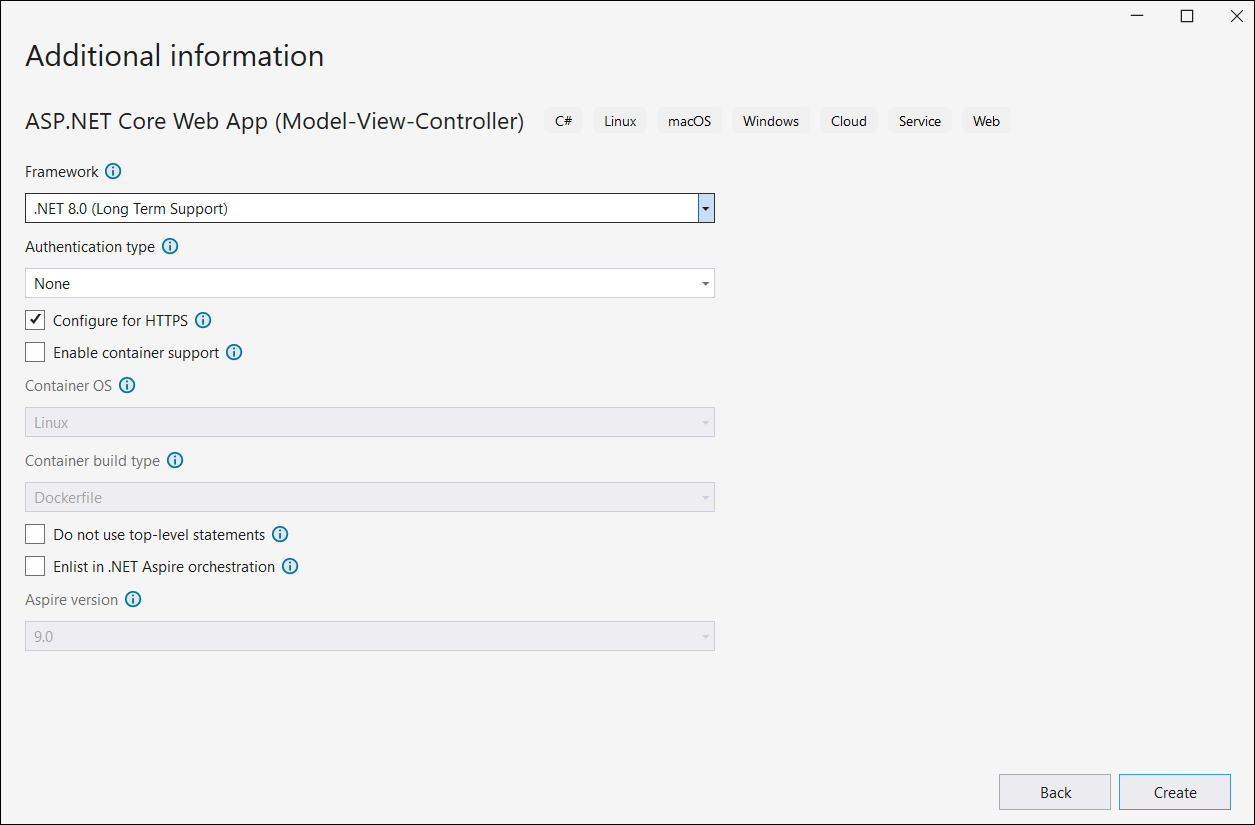 Additional information
ASP.NET Core Web App (Model-View-Controller) C# Linux macOS Windows Cloud Service Web
Framework
.NET 8.0 (Long Term Support)
Authentication type
None
Configure for HTTPS
Enable container support
Container OS
Linux
Container build type
Dockerfile
Do not use top-level statements
Enlist in .NET Aspire orchestration
Aspire version
9.0
Back Create